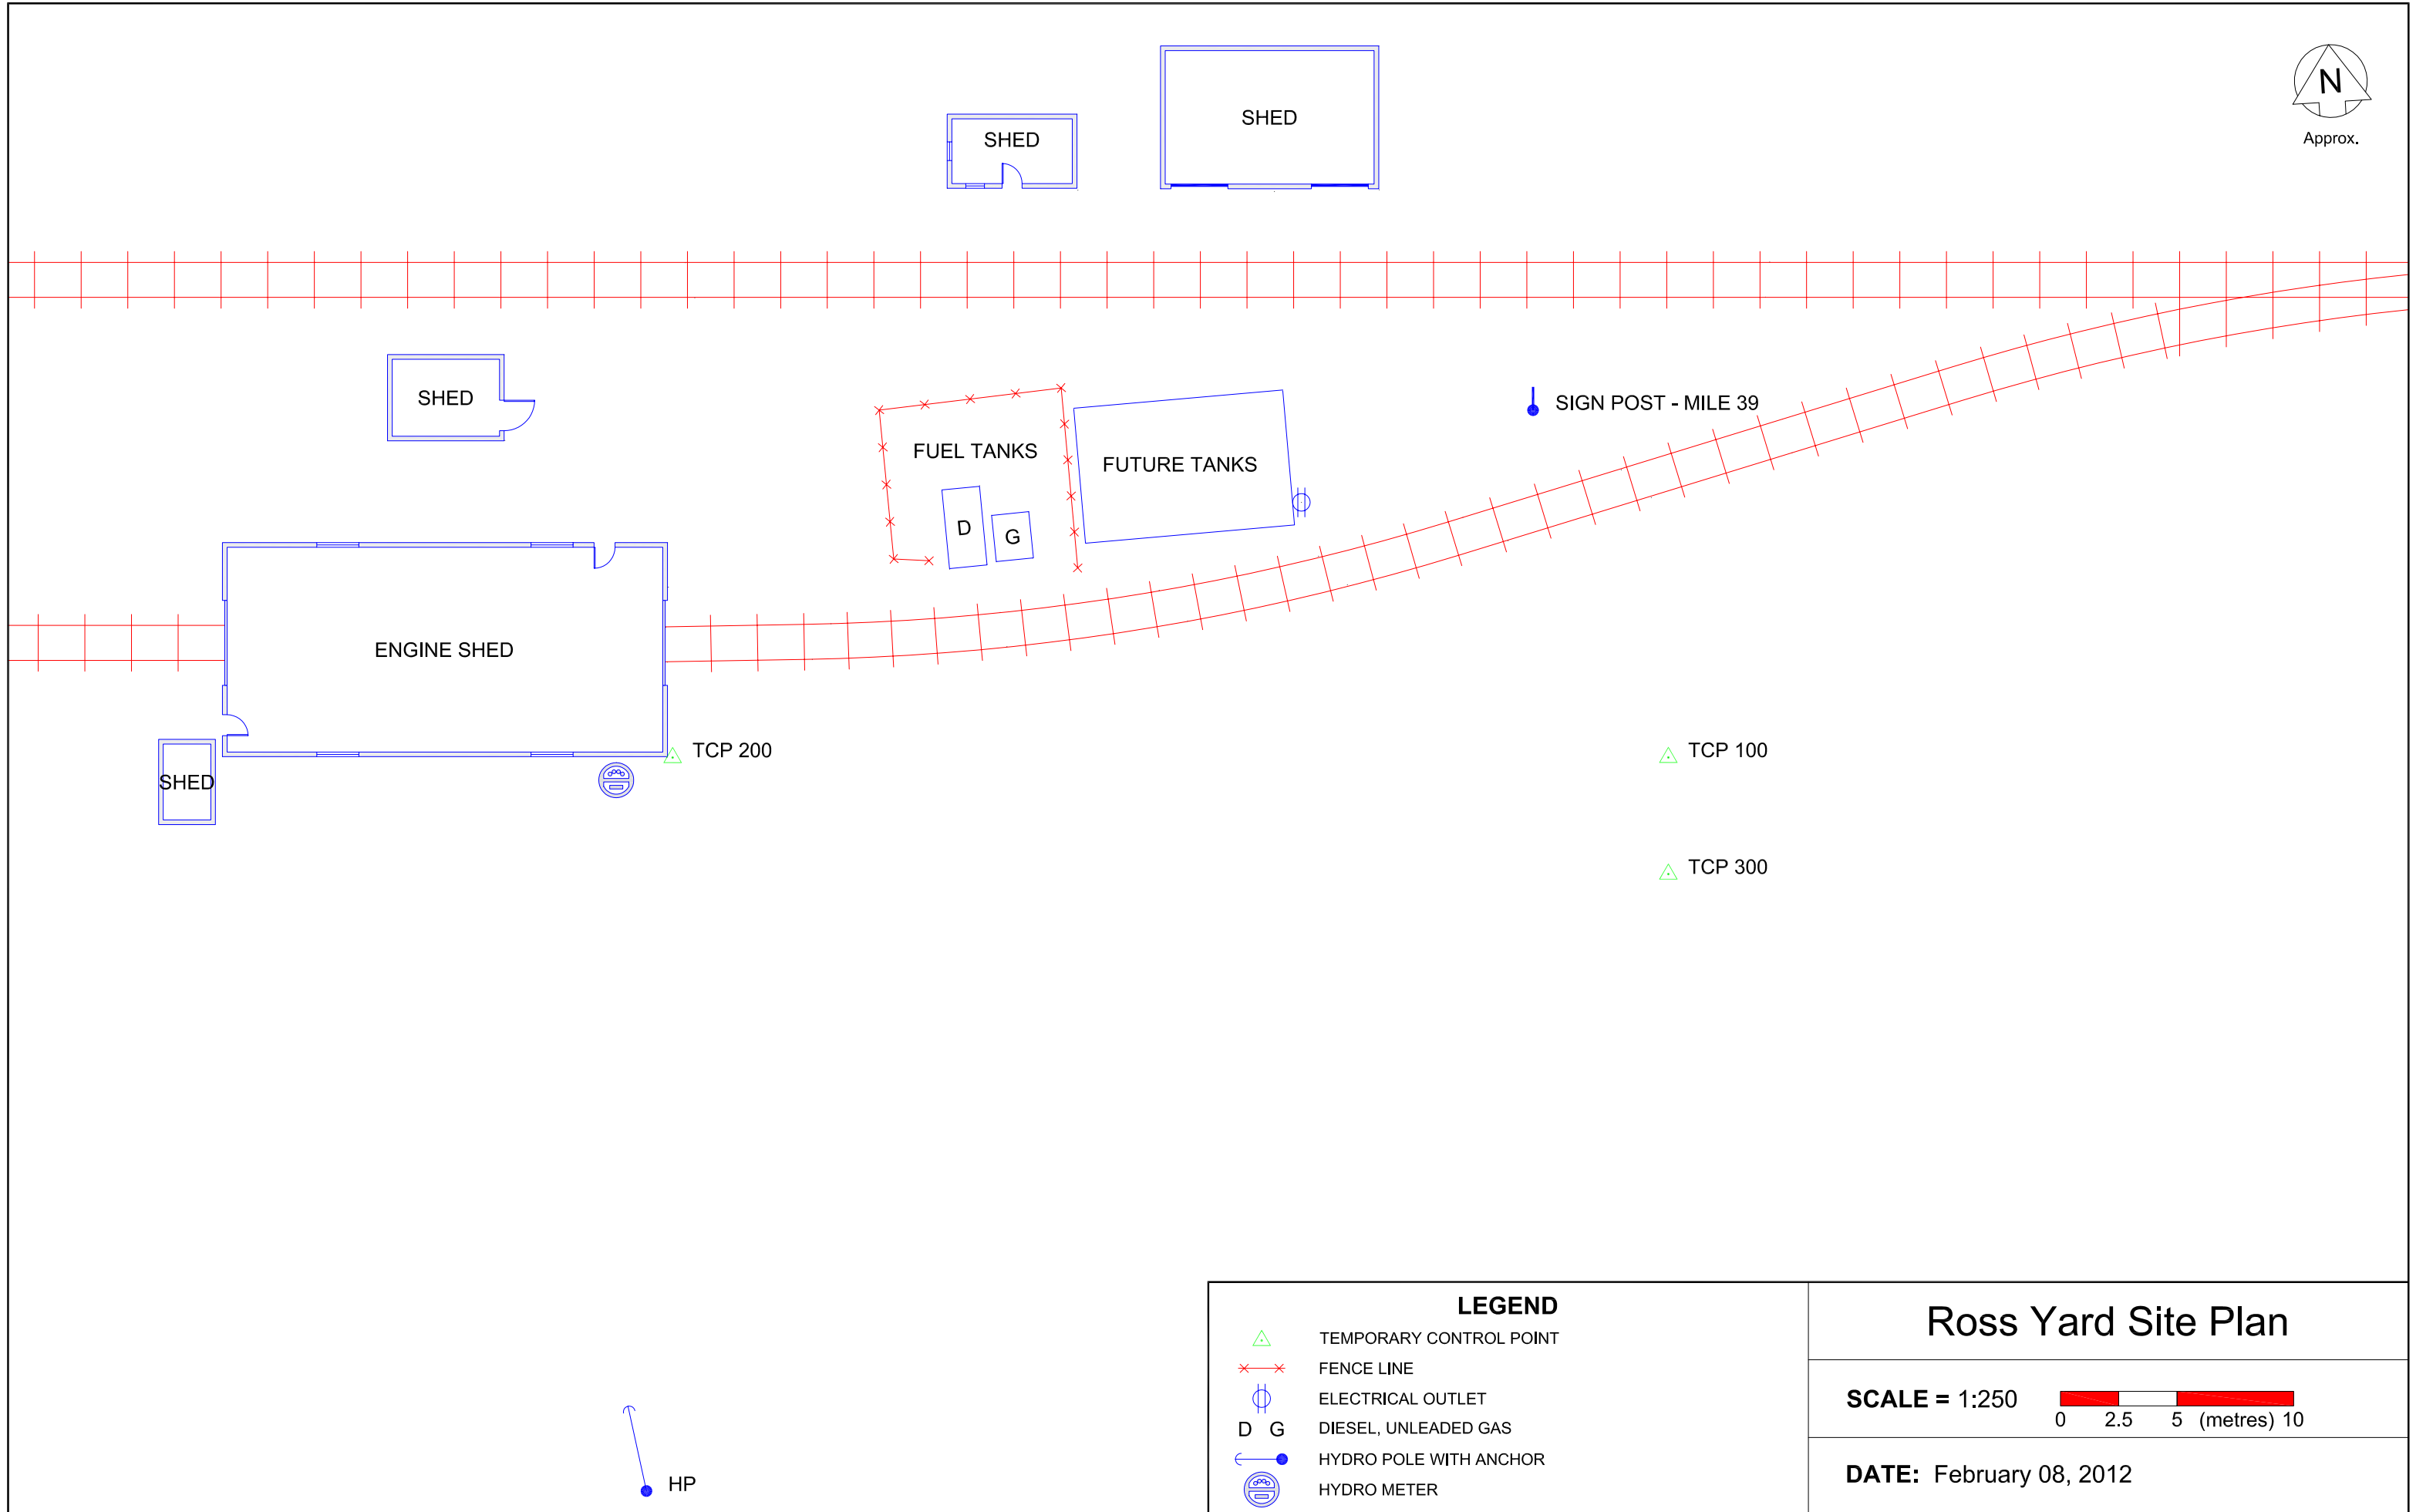 SHED
SHED
N
Approx.
SHED
SIGN POST - MILE 39
FUEL TANKS
FUTURE TANKS
D
G
ENGINE SHED
TCP 200
TCP 100
SHED
TCP 300
HP
LEGEND
TEMPORARY CONTROL POINT
FENCE LINE
ELECTRICAL OUTLET
D G DIESEL, UNLEADED GAS
HYDRO POLE WITH ANCHOR
HYDRO METER
Ross Yard Site Plan
SCALE = 1:250
0 2.5 5 (metres) 10
DATE: February 08, 2012